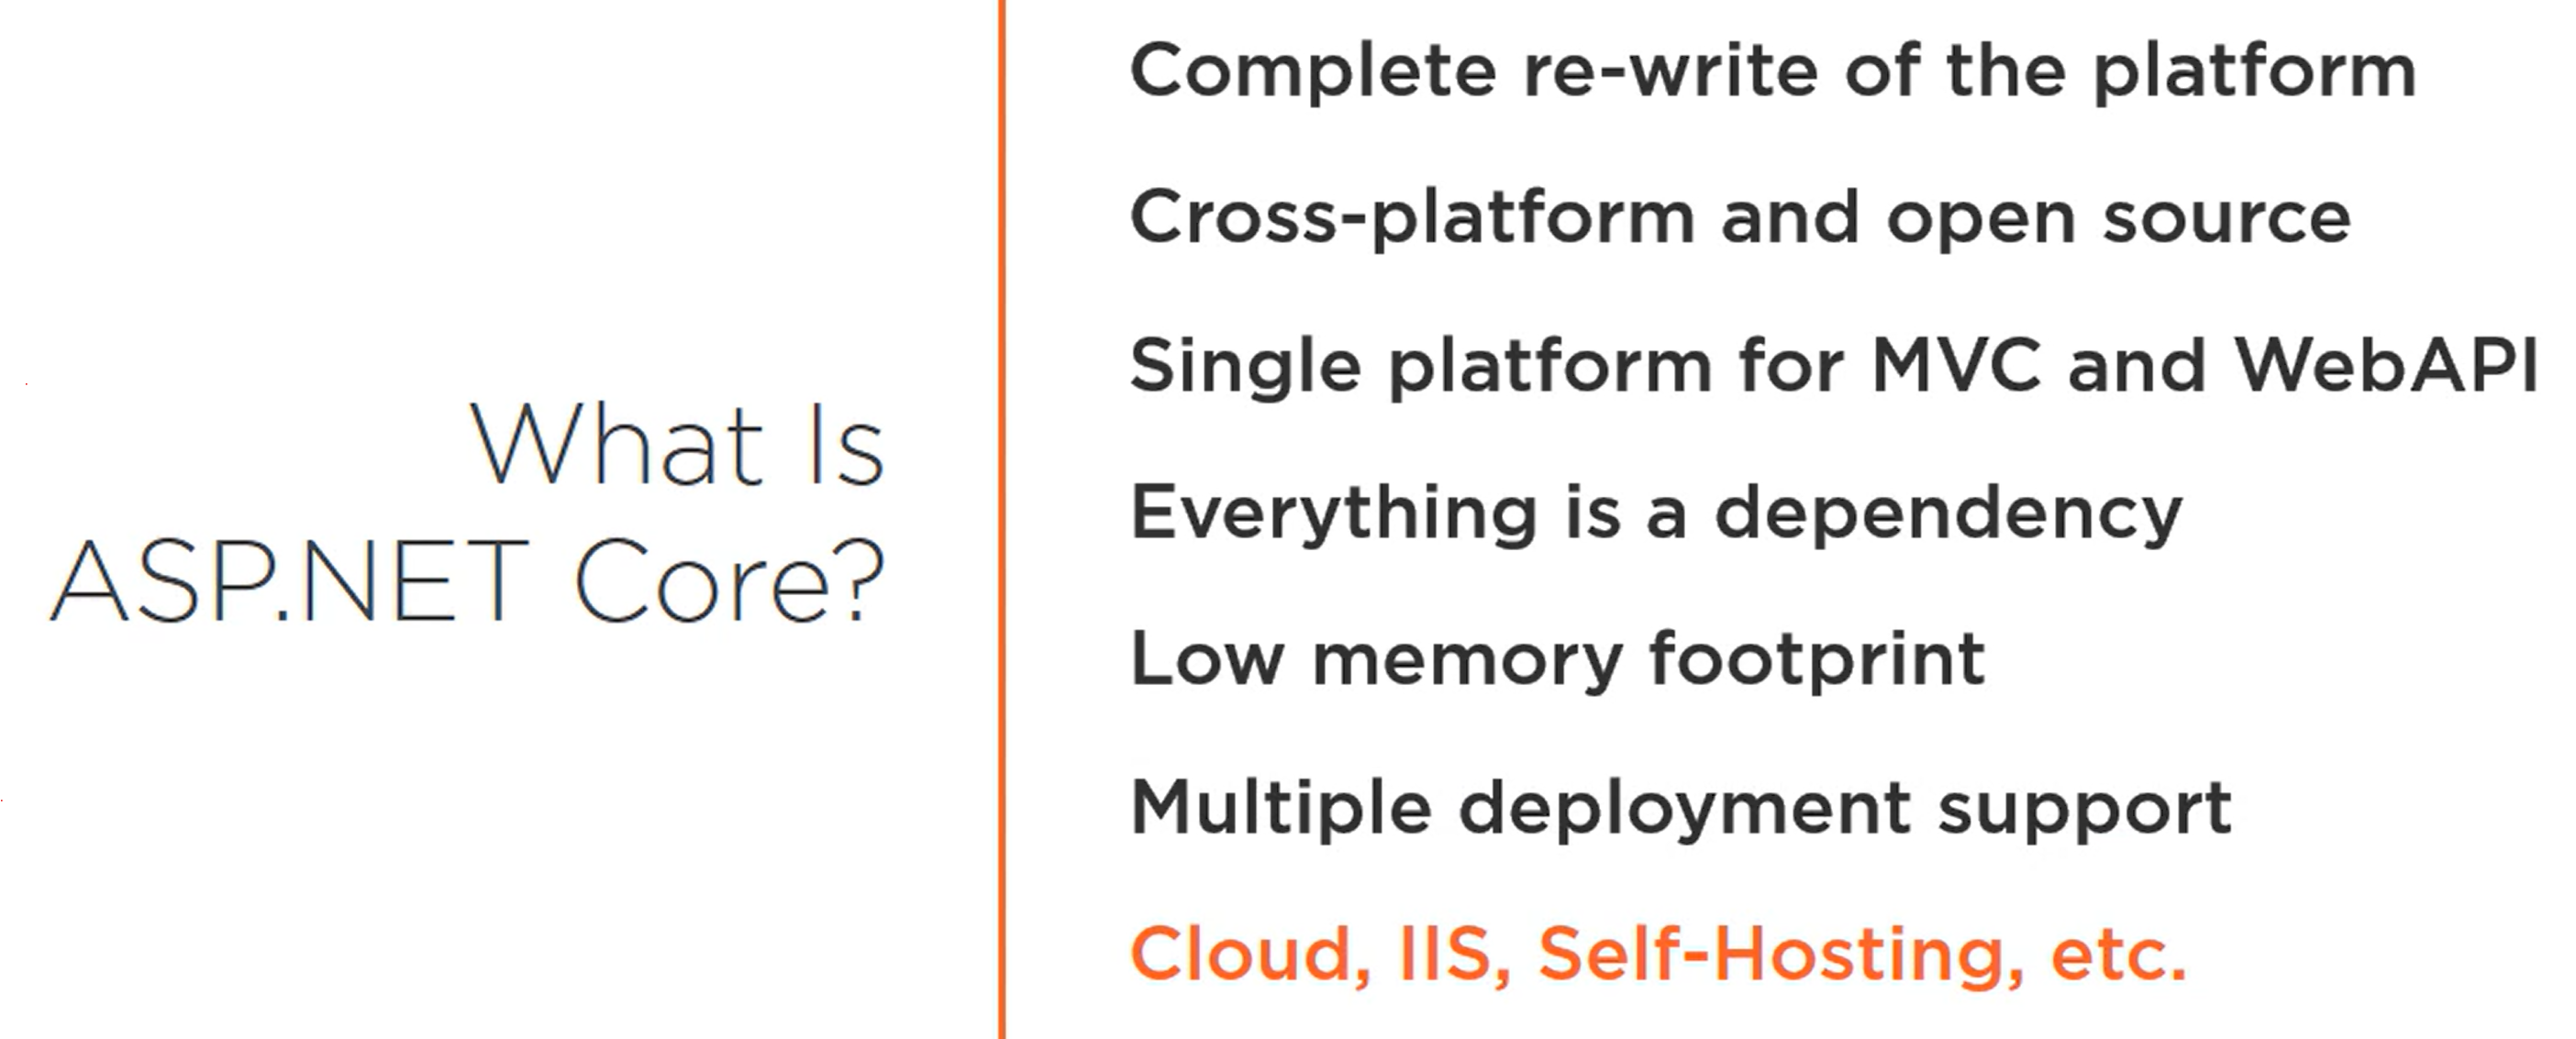 What Is
ASP.NET Core?
Complete re-write of the platform
Cross-platform and open source
Single platform for MVC and WebAPI
Everything is a dependency
Low memory footprint
Multiple deployment support
Cloud, IIS, Self-Hosting, etc.